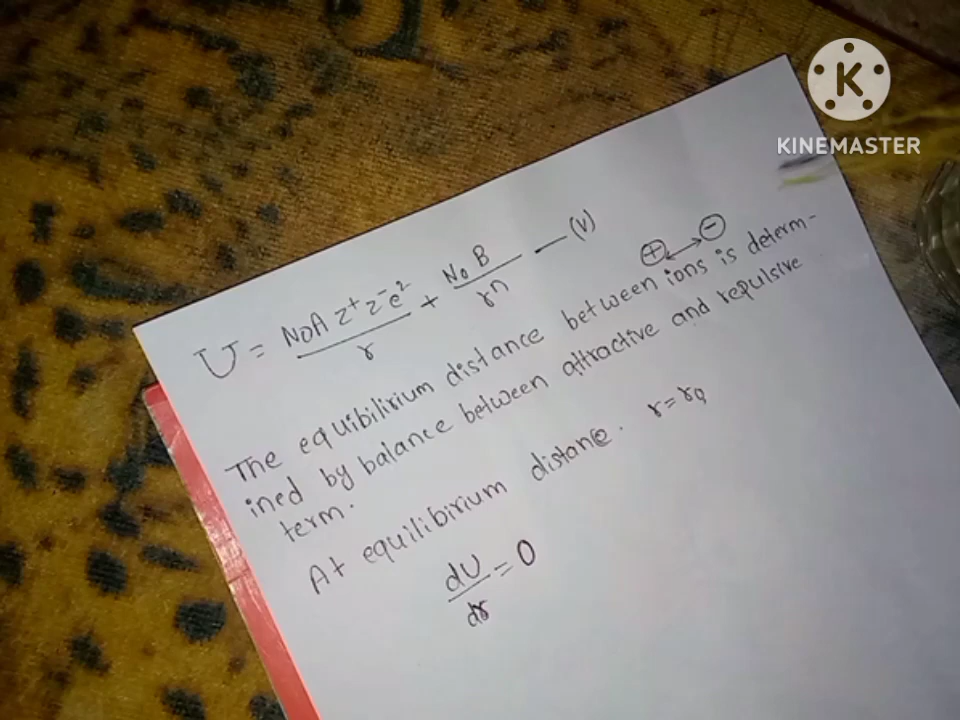 KINEMASTER
U = N0A z+ z- e² / r + N0 B / rn — (V)
+ -
The equibilirium distance between ions is determ-
ined by balance between attractive and repulsive
term.
At equilibirium distance. r = r0,
dU / dr = 0